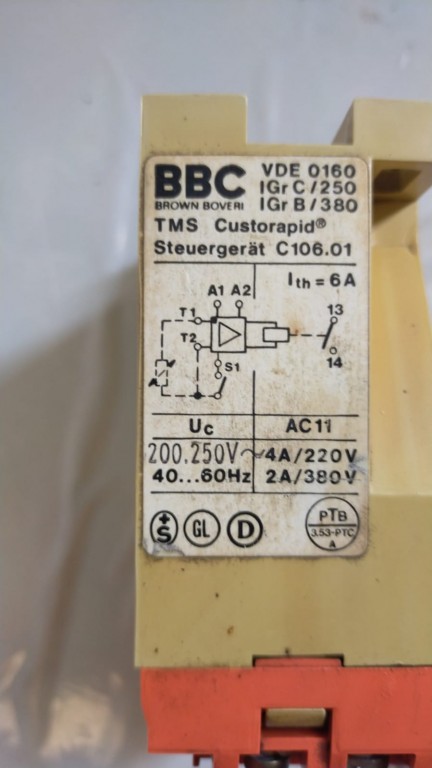 BBC
BROWN BOVERI
VDE 0160
IGr C/250
IGr B/380
TMS Custorapid®
Steuergerät C106.01
Ith = 6A
A1 A2
T1
13
T2
14
S1
Uc
AC11
200.250V~
4A/220V
40...60Hz
2A/380V
+S
GL
D
PTB
3.53-PTC
A